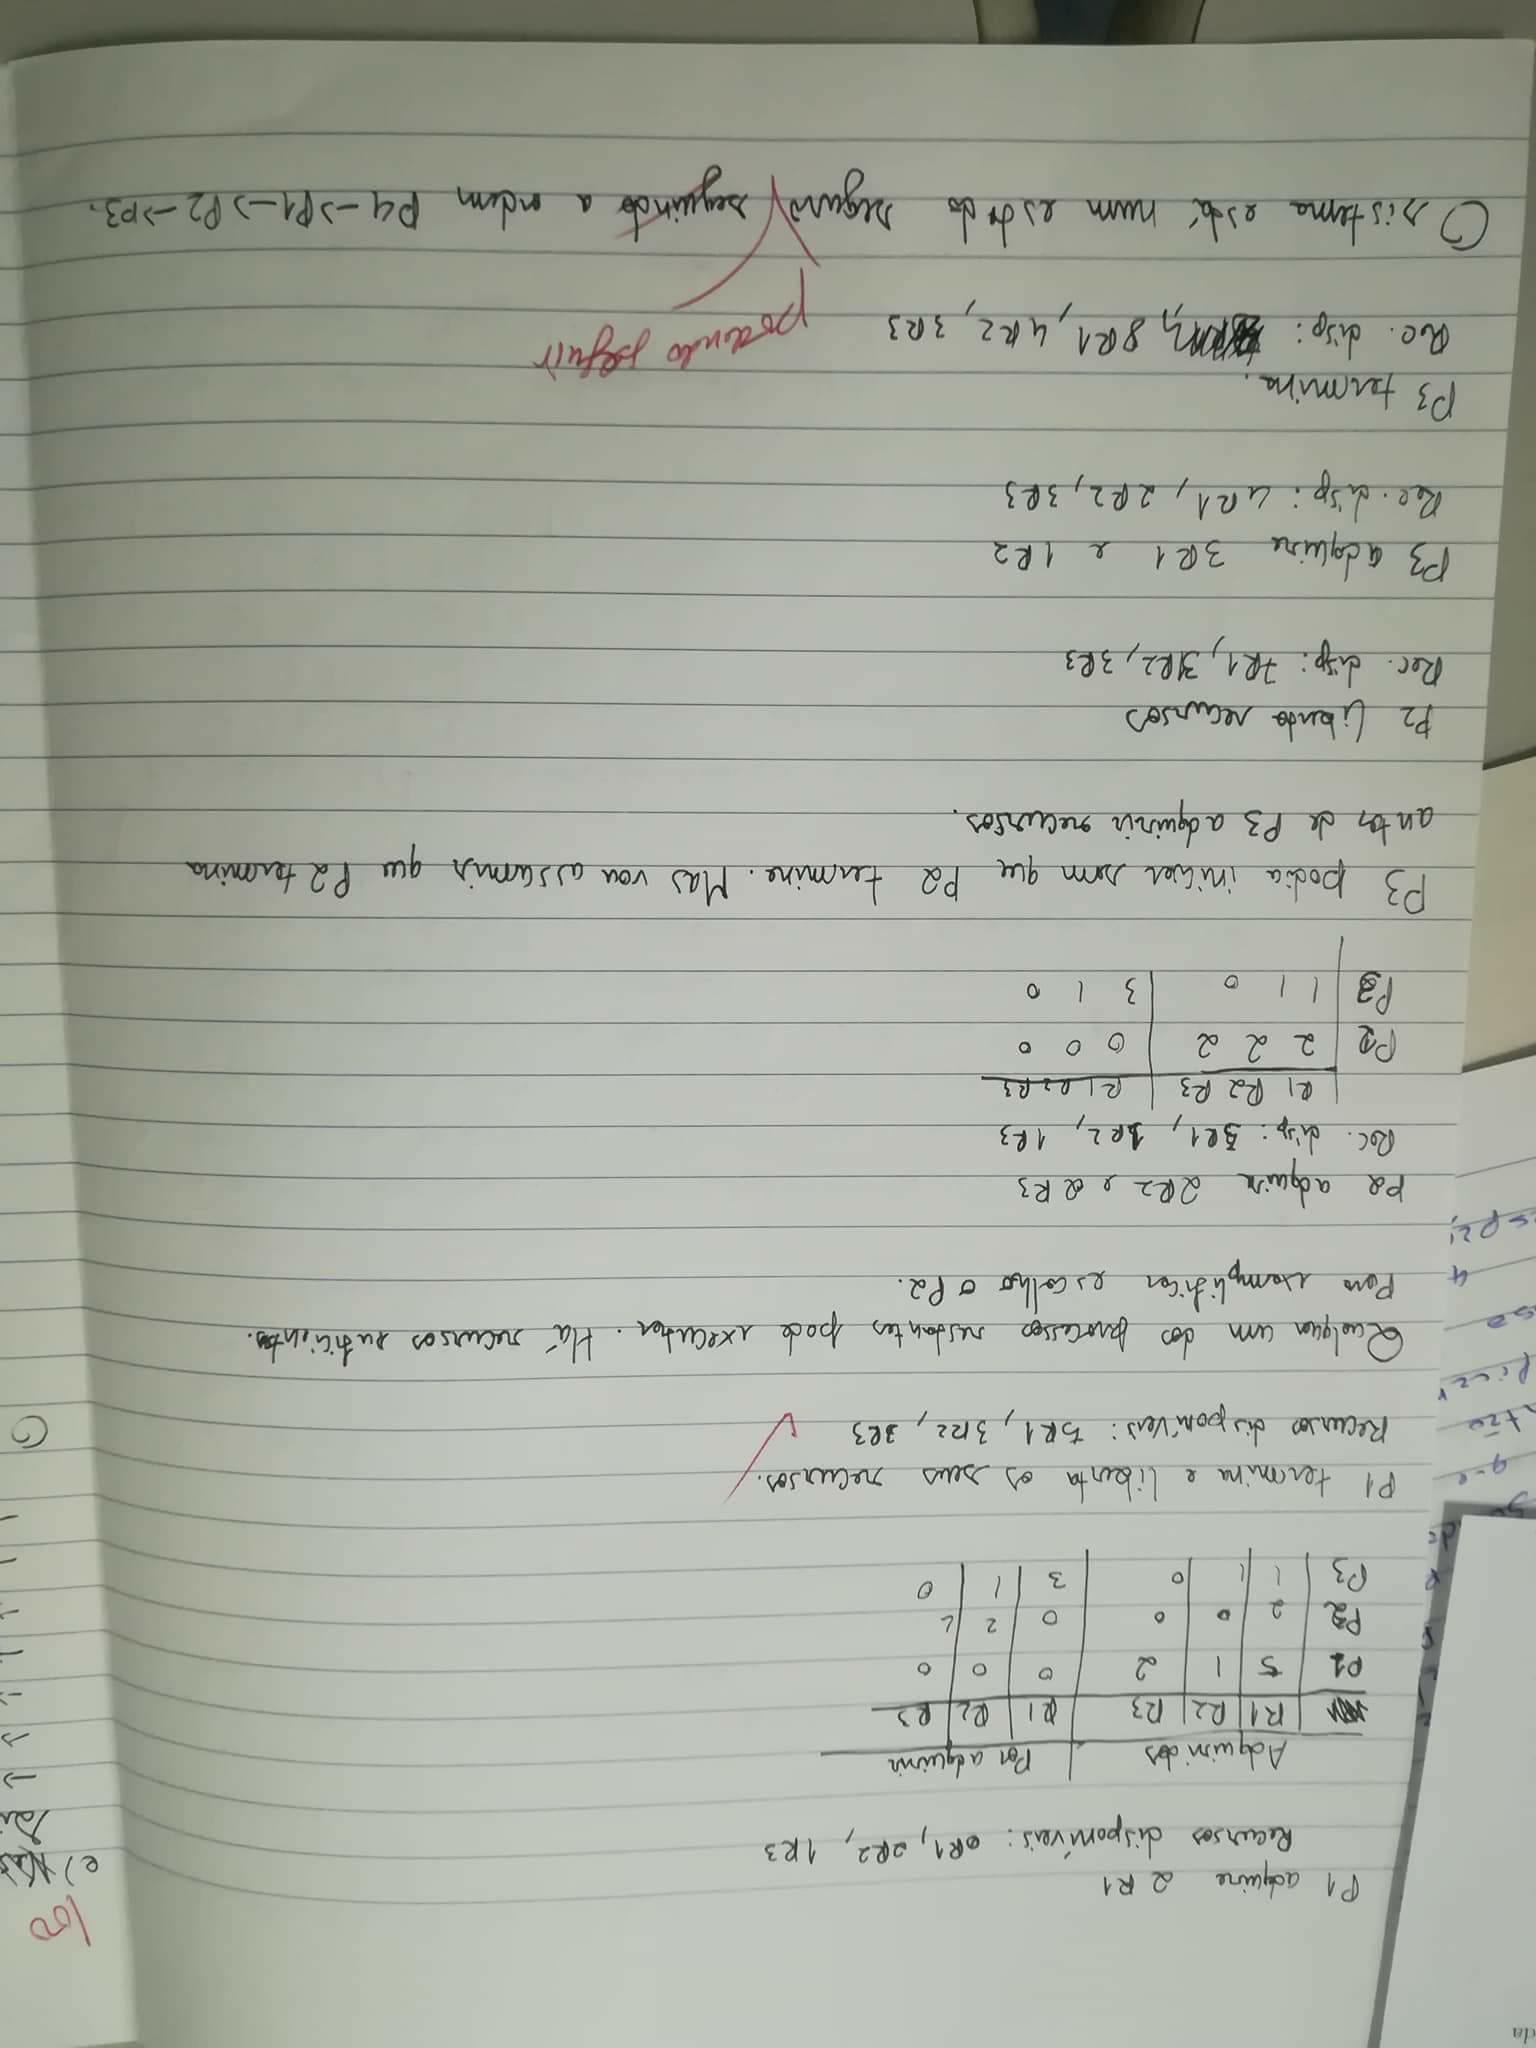 da
P1 adquire 2 R1
Recursos disponíveis: 0R1, 2R2, 1R3
Adquiridos Por adquirir
R1 R2 R3 R1 R2 R3
P1 5 1 2 0 0 0
P2 2 0 0 0 2 2
P3 1 1 0 3 1 0
P1 termina e liberta os seus recursos.
Recursos disponíveis: 5R1, 3R2, 3R3
Qualquer um dos processos restantes pode executar. Há recursos suficientes.
Para exemplificar escolho o P2.
P2 adquire 2R2 e 2R3
Rec. disp: 5R1, 1R2, 1R3
R1 R2 R3 R1 R2 R3
P2 2 2 2 0 0 0
P3 1 1 0 3 1 0
P3 podia iniciar sem que P2 termine. Mas vou assumir que P2 termina
antes de P3 adquirir recursos.
P2 liberta recursos
Rec. disp: 7R1, 3R2, 3R3
P3 adquire 3R1 e 1R2
Rec. disp: 4R1, 2R2, 3R3
P3 termina.
Rec. disp: 8R1, 4R2, 3R3
podendo seguir
O sistema está num estado seguro seguindo a ordem P4 -> P1 -> P2 -> P3.
100
e)
que